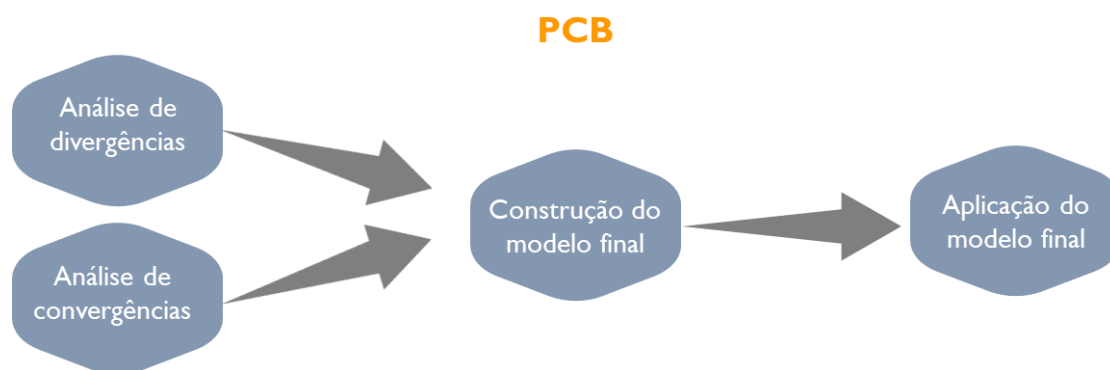 PCB
Análise de
divergências
Análise de
convergências
Construção do
modelo final
Aplicação do
modelo final